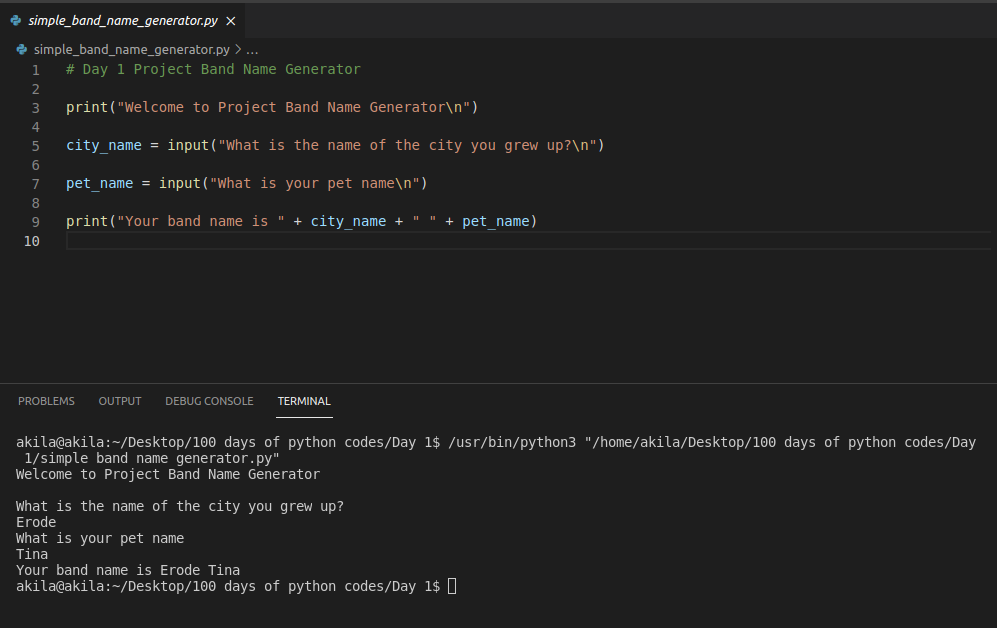 simple_band_name_generator.py ×
simple_band_name_generator.py > ...
1 # Day 1 Project Band Name Generator
2
3 print("Welcome to Project Band Name Generator\n")
4
5 city_name = input("What is the name of the city you grew up?\n")
6
7 pet_name = input("What is your pet name\n")
8
9 print("Your band name is " + city_name + " " + pet_name)
10
PROBLEMS OUTPUT DEBUG CONSOLE TERMINAL
akila@akila:~/Desktop/100 days of python codes/Day 1$ /usr/bin/python3 "/home/akila/Desktop/100 days of python codes/Day
1/simple band name generator.py"
Welcome to Project Band Name Generator
What is the name of the city you grew up?
Erode
What is your pet name
Tina
Your band name is Erode Tina
akila@akila:~/Desktop/100 days of python codes/Day 1$